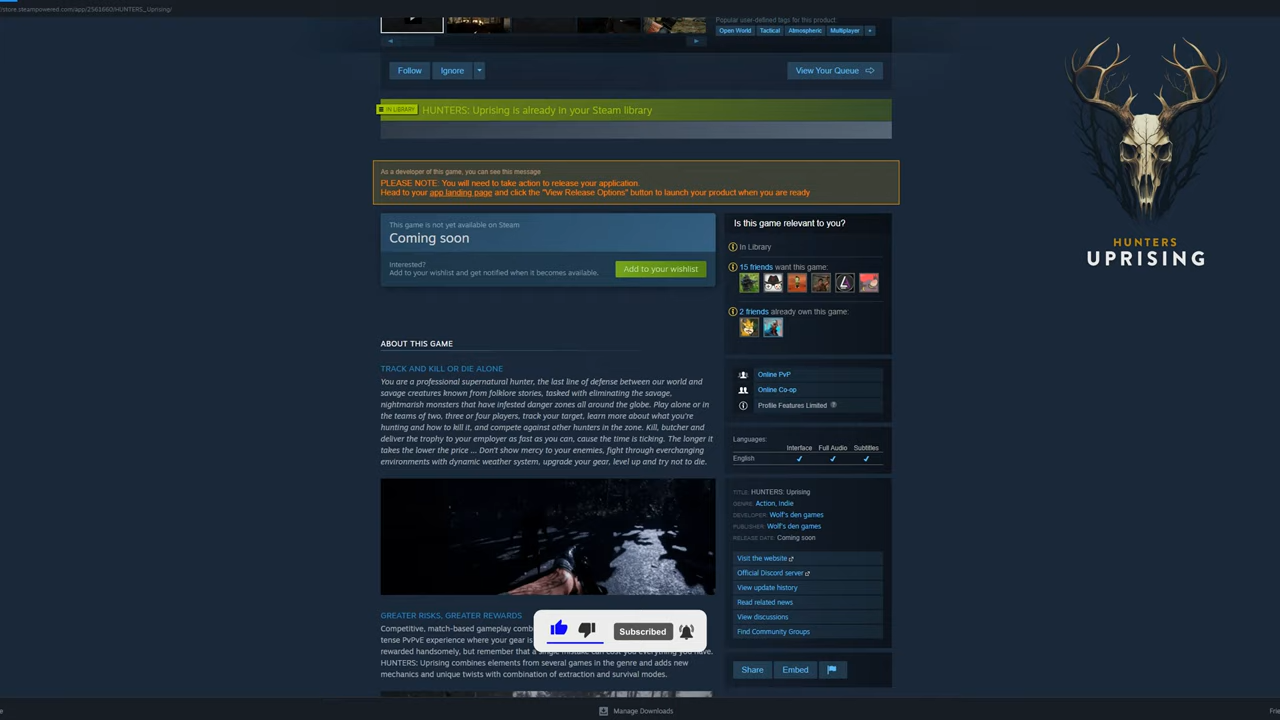 /store.steampowered.com/app/2561660/HUNTERS_Uprising/
Popular user-defined tags for this product:
Open World Tactical Atmospheric Multiplayer +
Follow Ignore
View Your Queue
IN LIBRARY
HUNTERS: Uprising is already in your Steam library
As a developer of this game, you can see this message
PLEASE NOTE: You will need to take action to release your application.
Head to your app landing page and click the "View Release Options" button to launch your product when you are ready
This game is not yet available on Steam
Coming soon
Interested?
Add to your wishlist and get notified when it becomes available.
Add to your wishlist
ABOUT THIS GAME
TRACK AND KILL OR DIE ALONE
You are a professional supernatural hunter, the last line of defense between our world and
savage creatures known from folklore stories, tasked with eliminating the savage,
nightmarish monsters that have infested danger zones all around the globe. Play alone or in
the teams of two, three or four players, track your target, learn more about what you're
hunting and how to kill it, and compete against other hunters in the zone. Kill, butcher and
deliver the trophy to your employer as fast as you can, cause the time is ticking. The longer it
takes the lower the price ... Don't show mercy to your enemies, fight through everchanging
environments with dynamic weather system, upgrade your gear, level up and try not to die.
GREATER RISKS, GREATER REWARDS
Competitive, match-based gameplay
tense PvPvE experience where your gear is
rewarded handsomely, but remember that a single mistake can cost you everything you have.
HUNTERS: Uprising combines elements from several games in the genre and adds new
mechanics and unique twists with combination of extraction and survival modes.
Subscribed
Is this game relevant to you?
In Library
15 friends want this game:
2 friends already own this game:
Online PvP
Online Co-op
Profile Features Limited ?
Languages:
Interface Full Audio Subtitles
English ✓ ✓ ✓
TITLE: HUNTERS: Uprising
GENRE: Action, Indie
DEVELOPER: Wolf's den games
PUBLISHER: Wolf's den games
RELEASE DATE: Coming soon
Visit the website
Official Discord server
View update history
Read related news
View discussions
Find Community Groups
Share Embed
HUNTERS
UPRISING
Manage Downloads